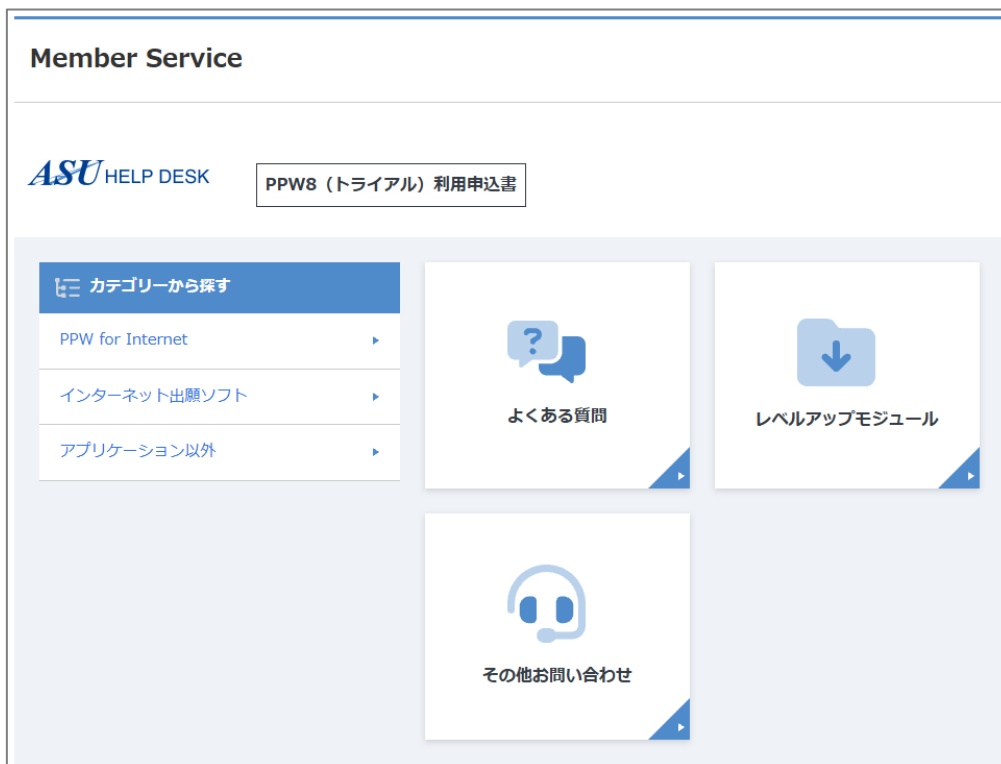 Member Service
ASU HELP DESK
PPW8（トライアル）利用申込書
カテゴリーから探す
PPW for Internet
インターネット出願ソフト
アプリケーション以外
?
よくある質問
レベルアップモジュール
その他お問い合わせ